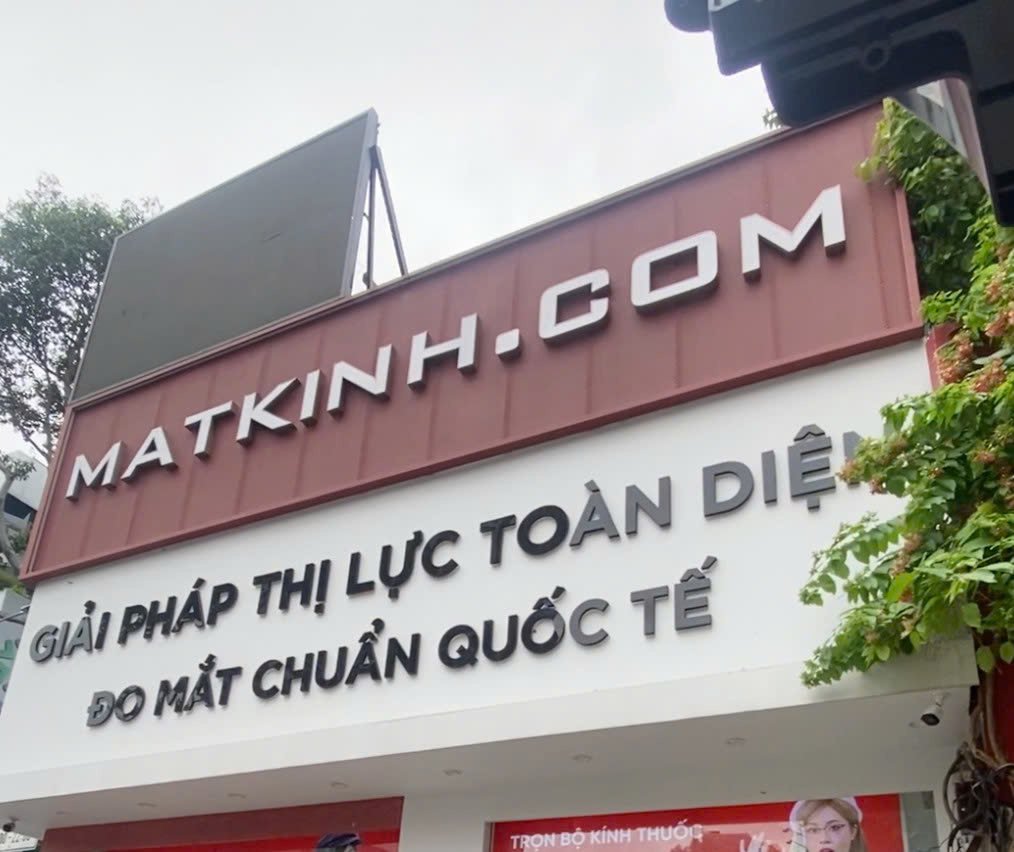 MATKINH.COM
GIẢI PHÁP THỊ LỰC TOÀN DIỆN
ĐO MẮT CHUẨN QUỐC TẾ
TRỌN BỘ KÍNH THUỐC